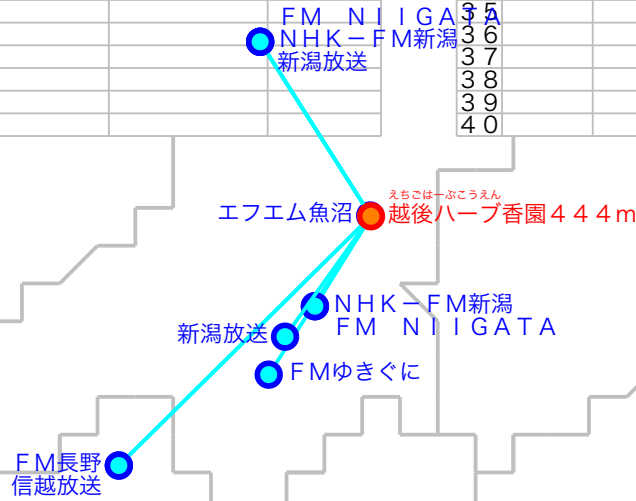 ＦＭ　ＮＩＩＧＡＴＡ
ＮＨＫ－ＦＭ新潟
新潟放送
３５
３６
３７
３８
３９
４０
えちごはーぶこうえん
エフエム魚沼
越後ハーブ香園４４４ｍ
ＮＨＫ－ＦＭ新潟
ＦＭ　ＮＩＩＧＡＴＡ
新潟放送
ＦＭゆきぐに
ＦＭ長野
信越放送